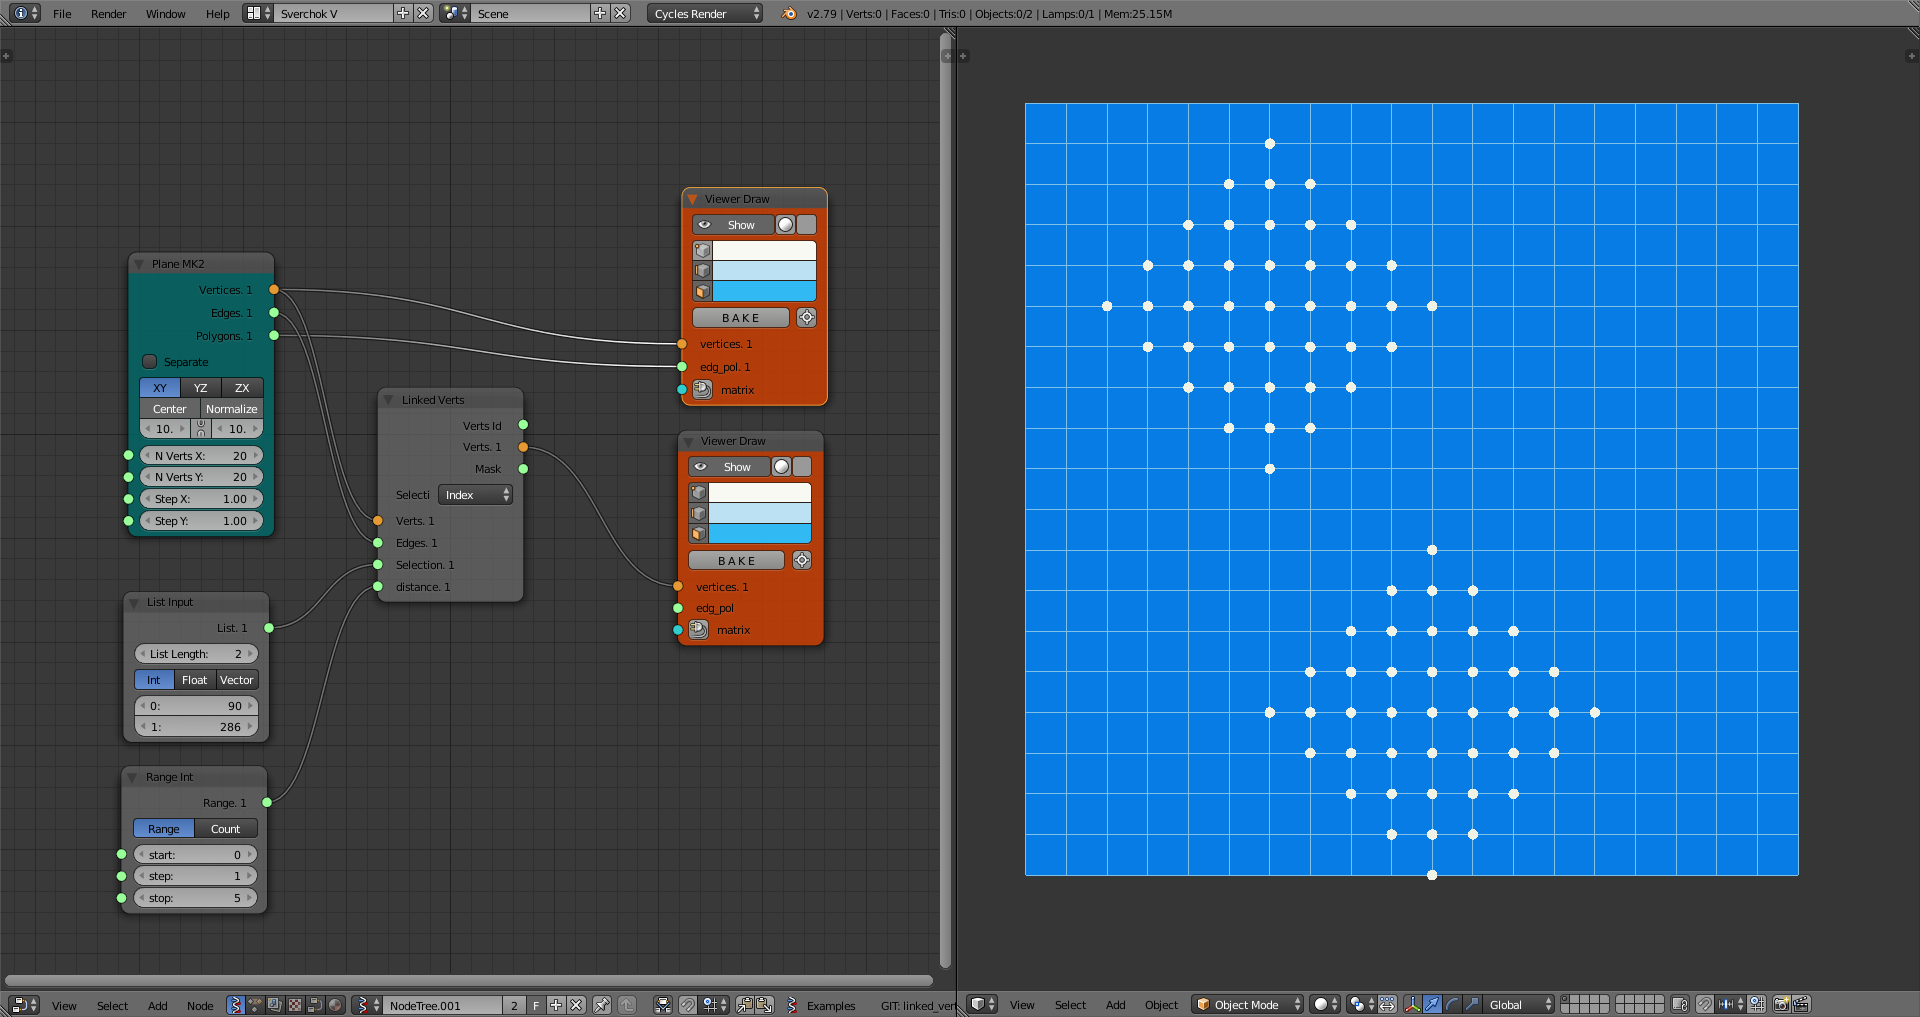 File Render Window Help Sverchok V Scene Cycles Render v2.79 | Verts:0 | Faces:0 | Tris:0 | Objects:0/2 | Lamps:0/1 | Mem:25.15M
Viewer Draw
Show
BAKE
vertices. 1
edg_pol. 1
matrix
Plane MK2
Vertices. 1
Edges. 1
Polygons. 1
Separate
XY YZ ZX
Center Normalize
10. 10.
N Verts X: 20
N Verts Y: 20
Step X: 1.00
Step Y: 1.00
Linked Verts
Verts Id
Verts. 1
Mask
Selecti Index
Verts. 1
Edges. 1
Selection. 1
distance. 1
Viewer Draw
Show
BAKE
vertices. 1
edg_pol
matrix
List Input
List. 1
List Length: 2
Int Float Vector
0: 90
1: 286
Range Int
Range. 1
Range Count
start: 0
step: 1
stop: 5
View Select Add Node NodeTree.001 2 F Examples GIT: linked_ver
View Select Add Object Object Mode Global